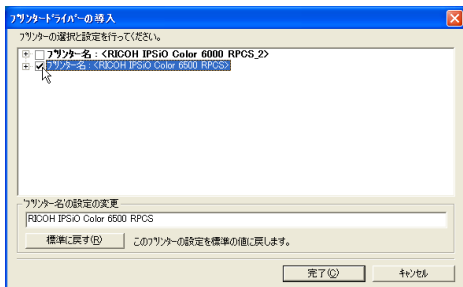 プリンタードライバーの導入
プリンターの選択と設定を行ってください。
プリンター名 : <RICOH IPSiO Color 6000 RPCS_2>
プリンター名 : <RICOH IPSiO Color 6500 RPCS>
'プリンター名'の設定の変更
RICOH IPSiO Color 6500 RPCS
標準に戻す(R) このプリンターの設定を標準の値に戻します。
完了(C) キャンセル